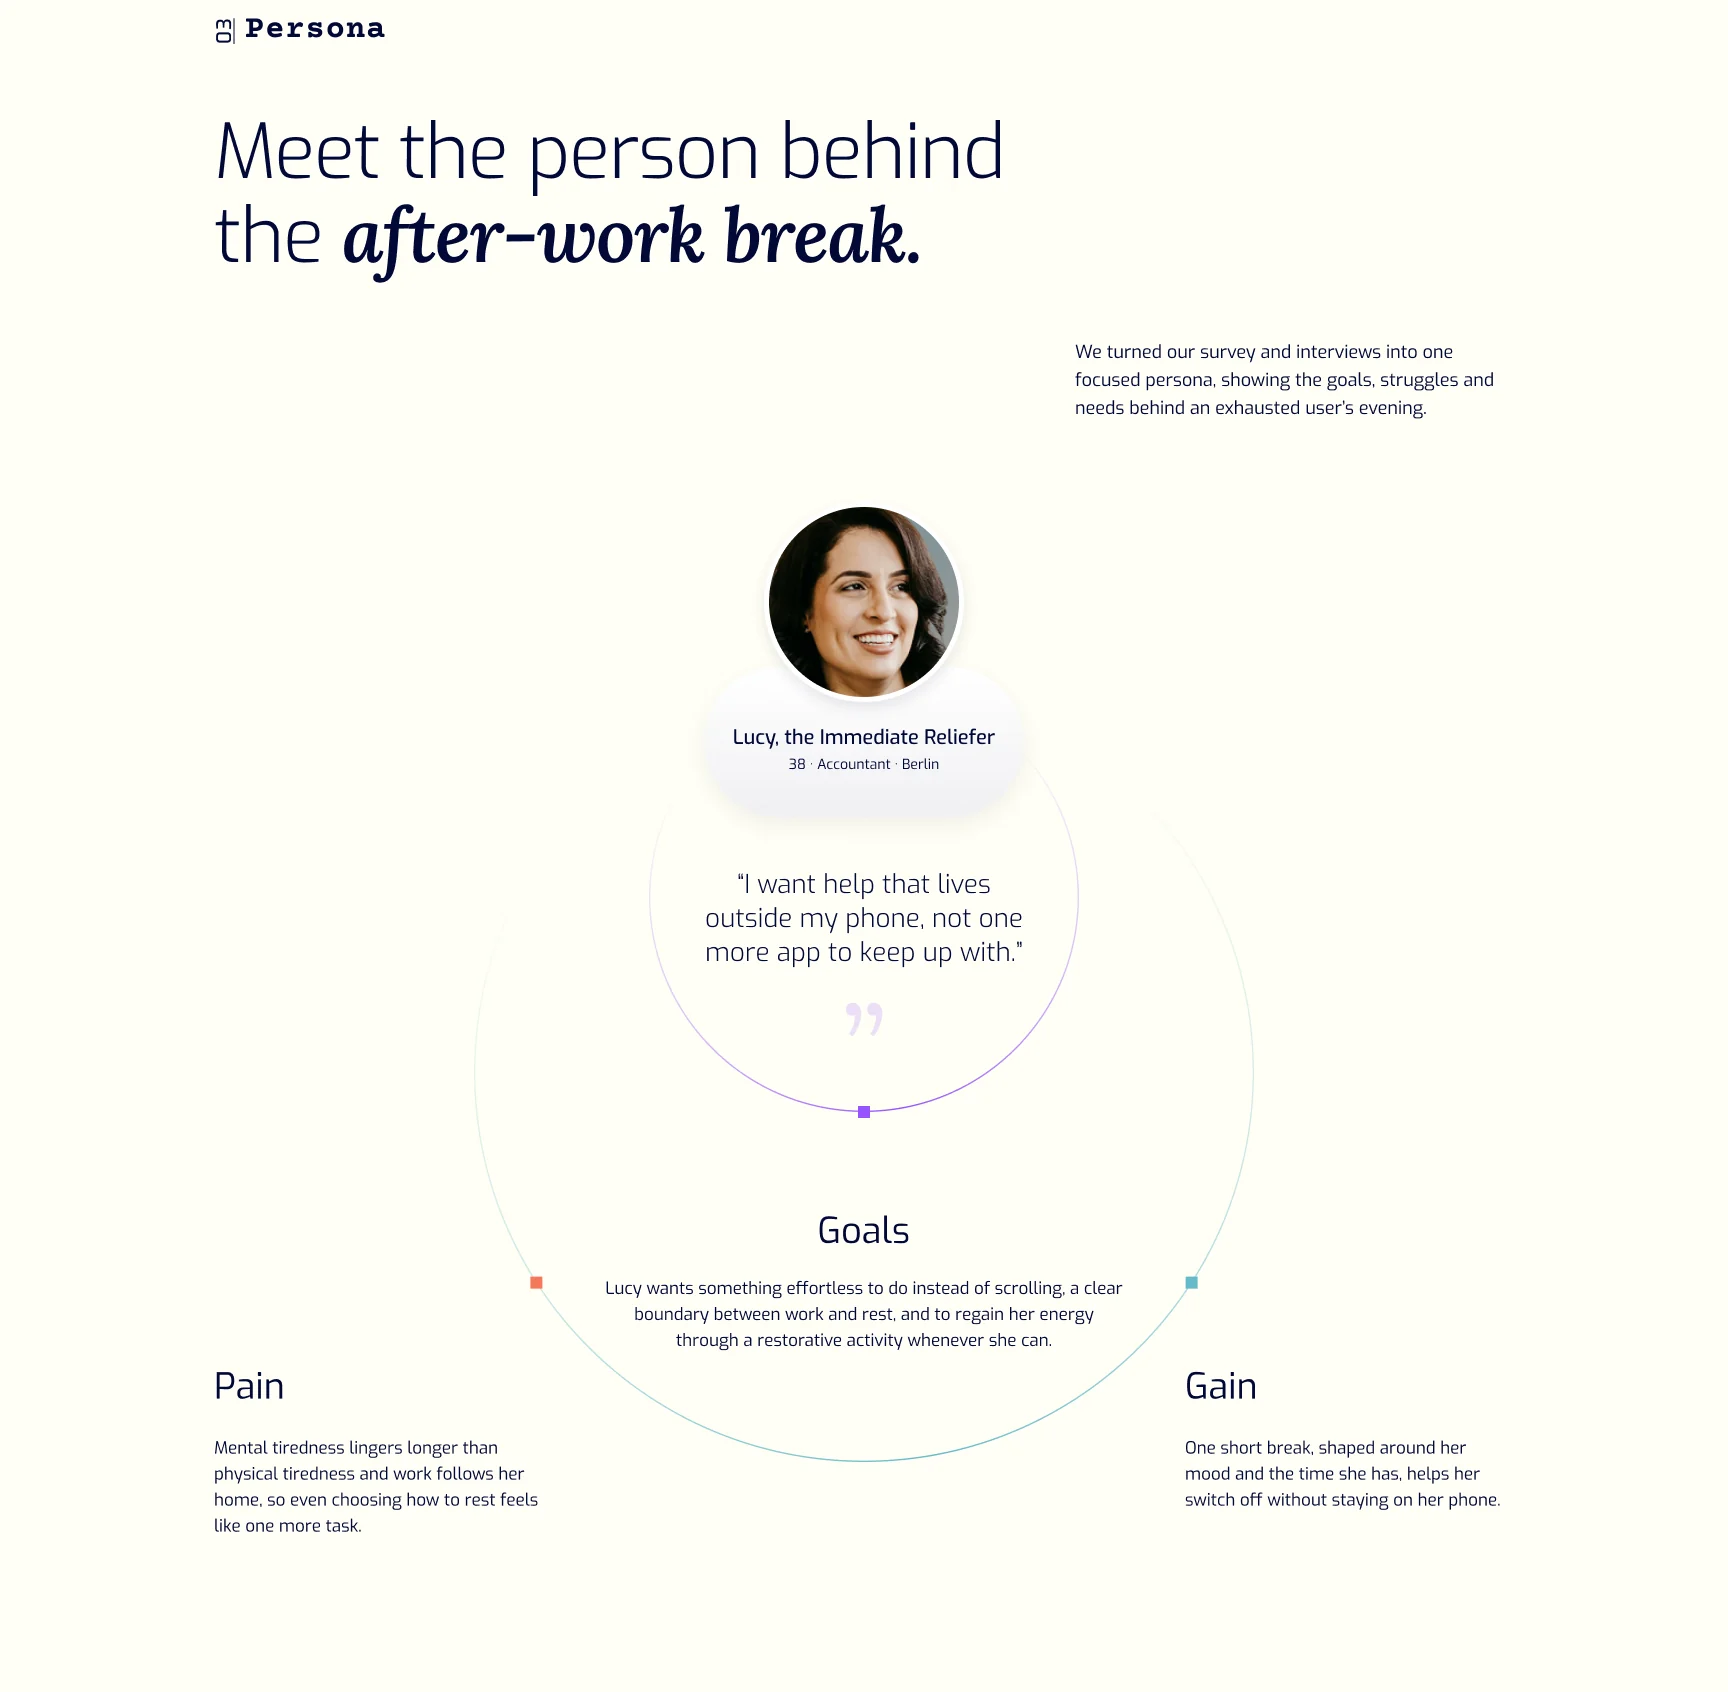 03 Persona
Meet the person behind
the after-work break.
We turned our survey and interviews into one
focused persona, showing the goals, struggles and
needs behind an exhausted user's evening.
Lucy, the Immediate Reliefer
38 · Accountant · Berlin
“I want help that lives
outside my phone, not one
more app to keep up with.”
”
Goals
Lucy wants something effortless to do instead of scrolling, a clear
boundary between work and rest, and to regain her energy
through a restorative activity whenever she can.
Pain
Mental tiredness lingers longer than
physical tiredness and work follows her
home, so even choosing how to rest feels
like one more task.
Gain
One short break, shaped around her
mood and the time she has, helps her
switch off without staying on her phone.